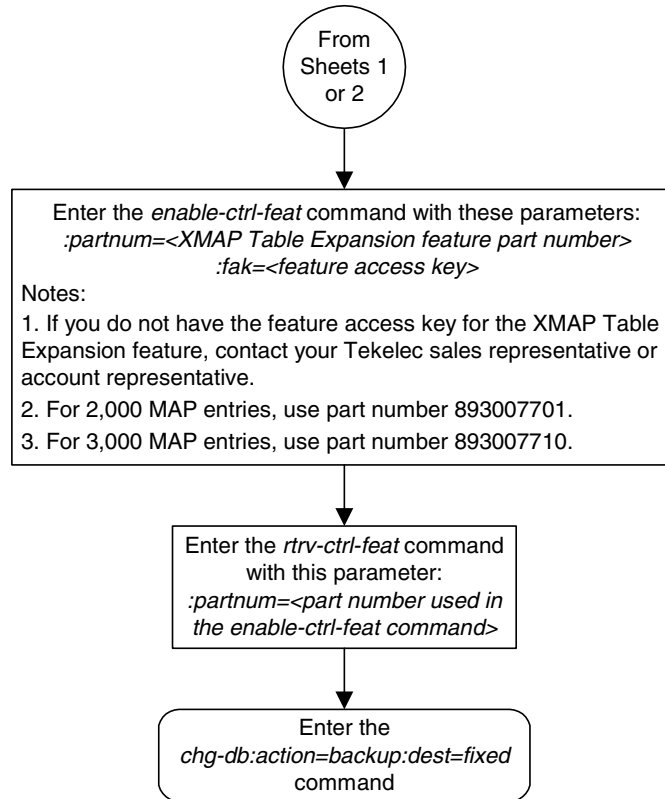 From
Sheets 1
or 2
Enter the enable-ctrl-feat command with these parameters:
:partnum=<XMAP Table Expansion feature part number>
:fak=<feature access key>
Notes:
1. If you do not have the feature access key for the XMAP Table
Expansion feature, contact your Tekelec sales representative or
account representative.
2. For 2,000 MAP entries, use part number 893007701.
3. For 3,000 MAP entries, use part number 893007710.
Enter the rtrv-ctrl-feat command
with this parameter:
:partnum=<part number used in
the enable-ctrl-feat command>
Enter the
chg-db:action=backup:dest=fixed
command